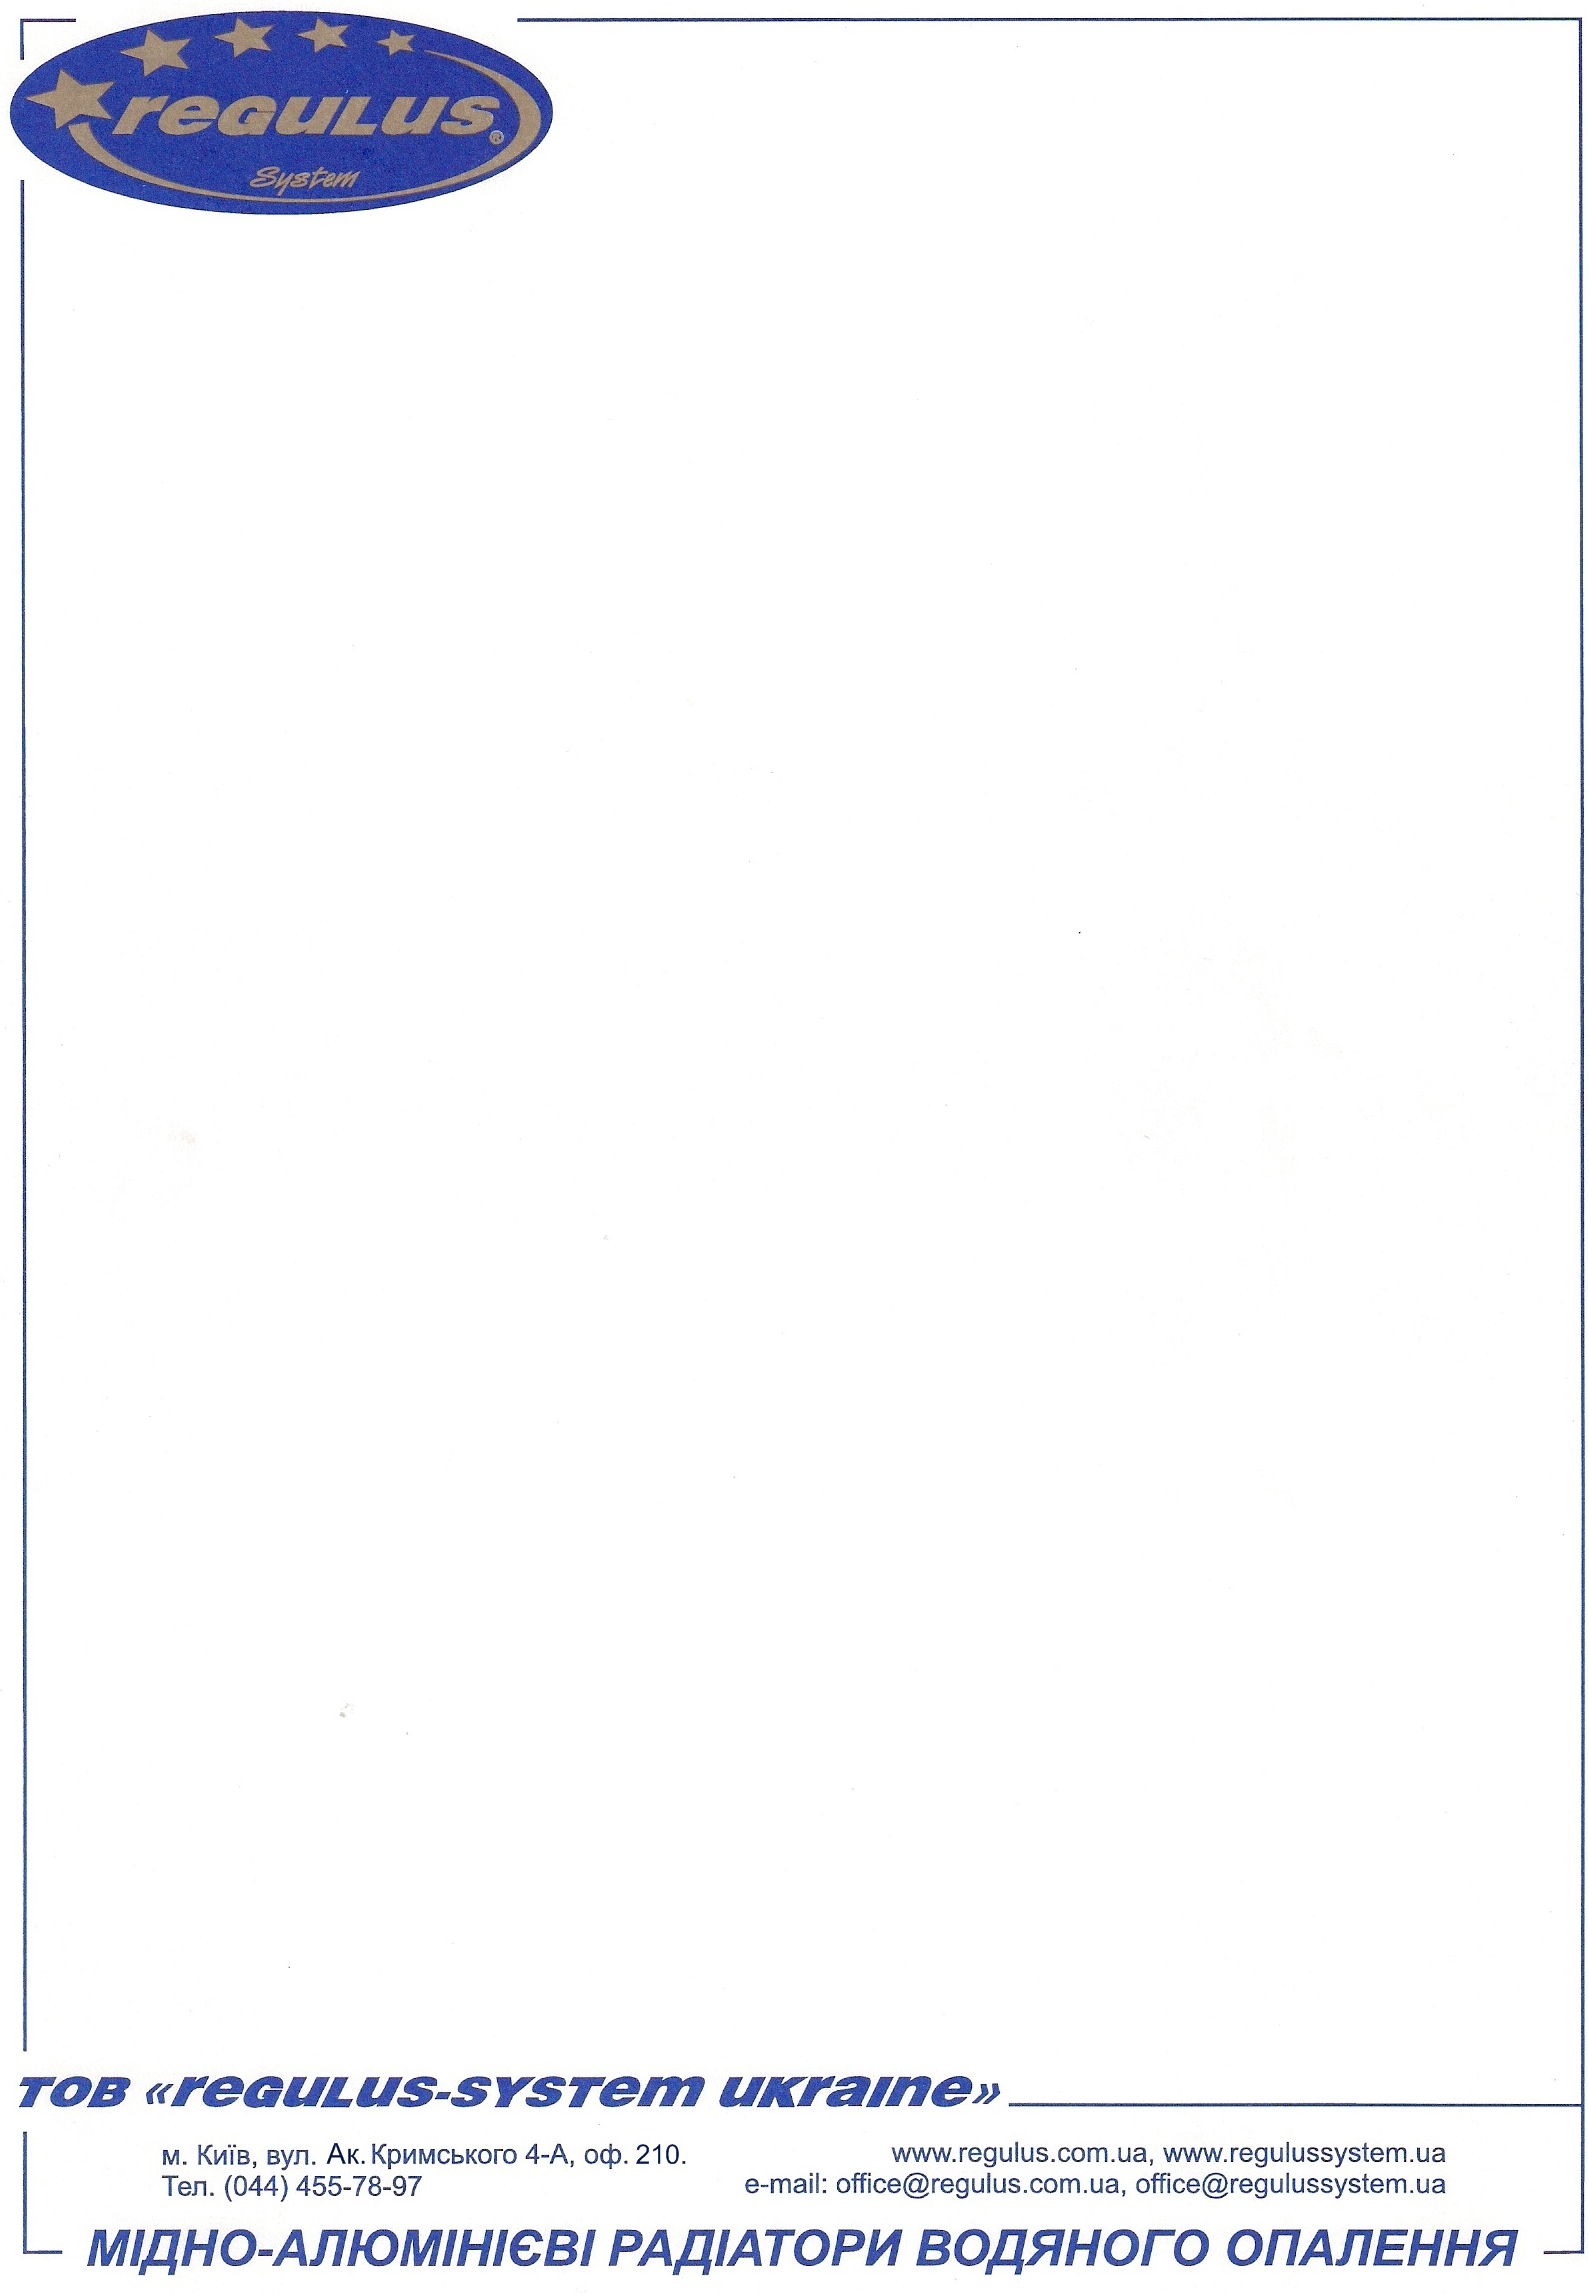 REGULUS®
System
ТОВ «REGULUS-SYSTEM UKRAINE»
м. Київ, вул. Ак. Кримського 4-А, оф. 210.
Тел. (044) 455-78-97
www.regulus.com.ua, www.regulussystem.ua
e-mail: office@regulus.com.ua, office@regulussystem.ua
МІДНО-АЛЮМІНІЄВІ РАДІАТОРИ ВОДЯНОГО ОПАЛЕННЯ